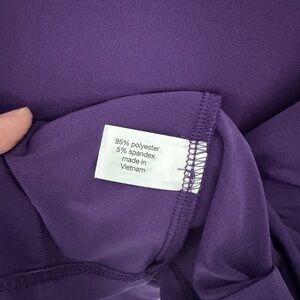 95% polyester
5% spandex
made in
Vietnam